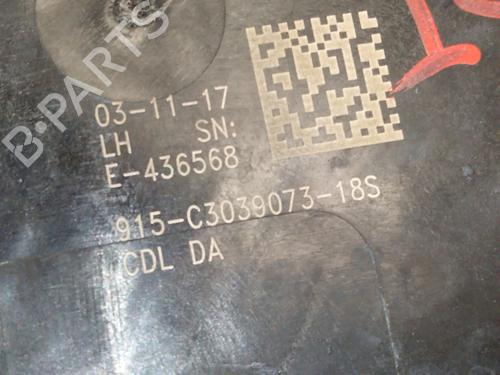 B-PARTS
03-11-17
LH SN:
E-436568
915-C3039073-18S
CDL DA